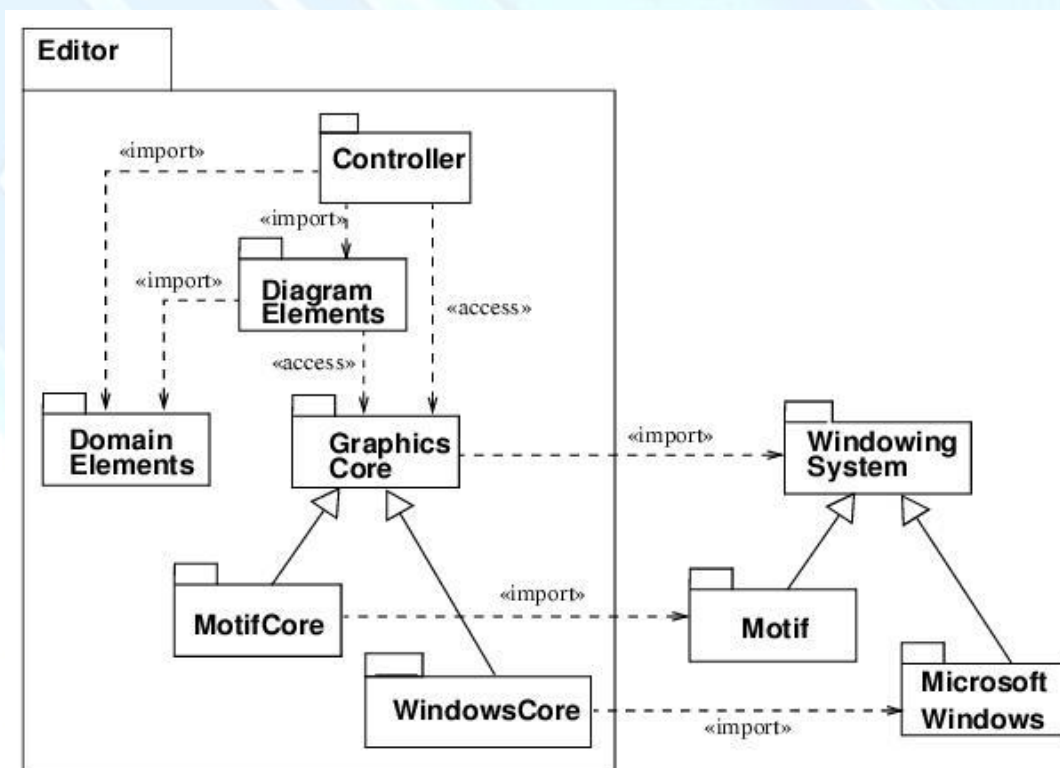 Editor
«import»
Controller
«import»
«import»
Diagram
Elements
«access»
«access»
Domain
Elements
Graphics
Core
«import»
Windowing
System
MotifCore
«import»
Motif
WindowsCore
«import»
Microsoft
Windows